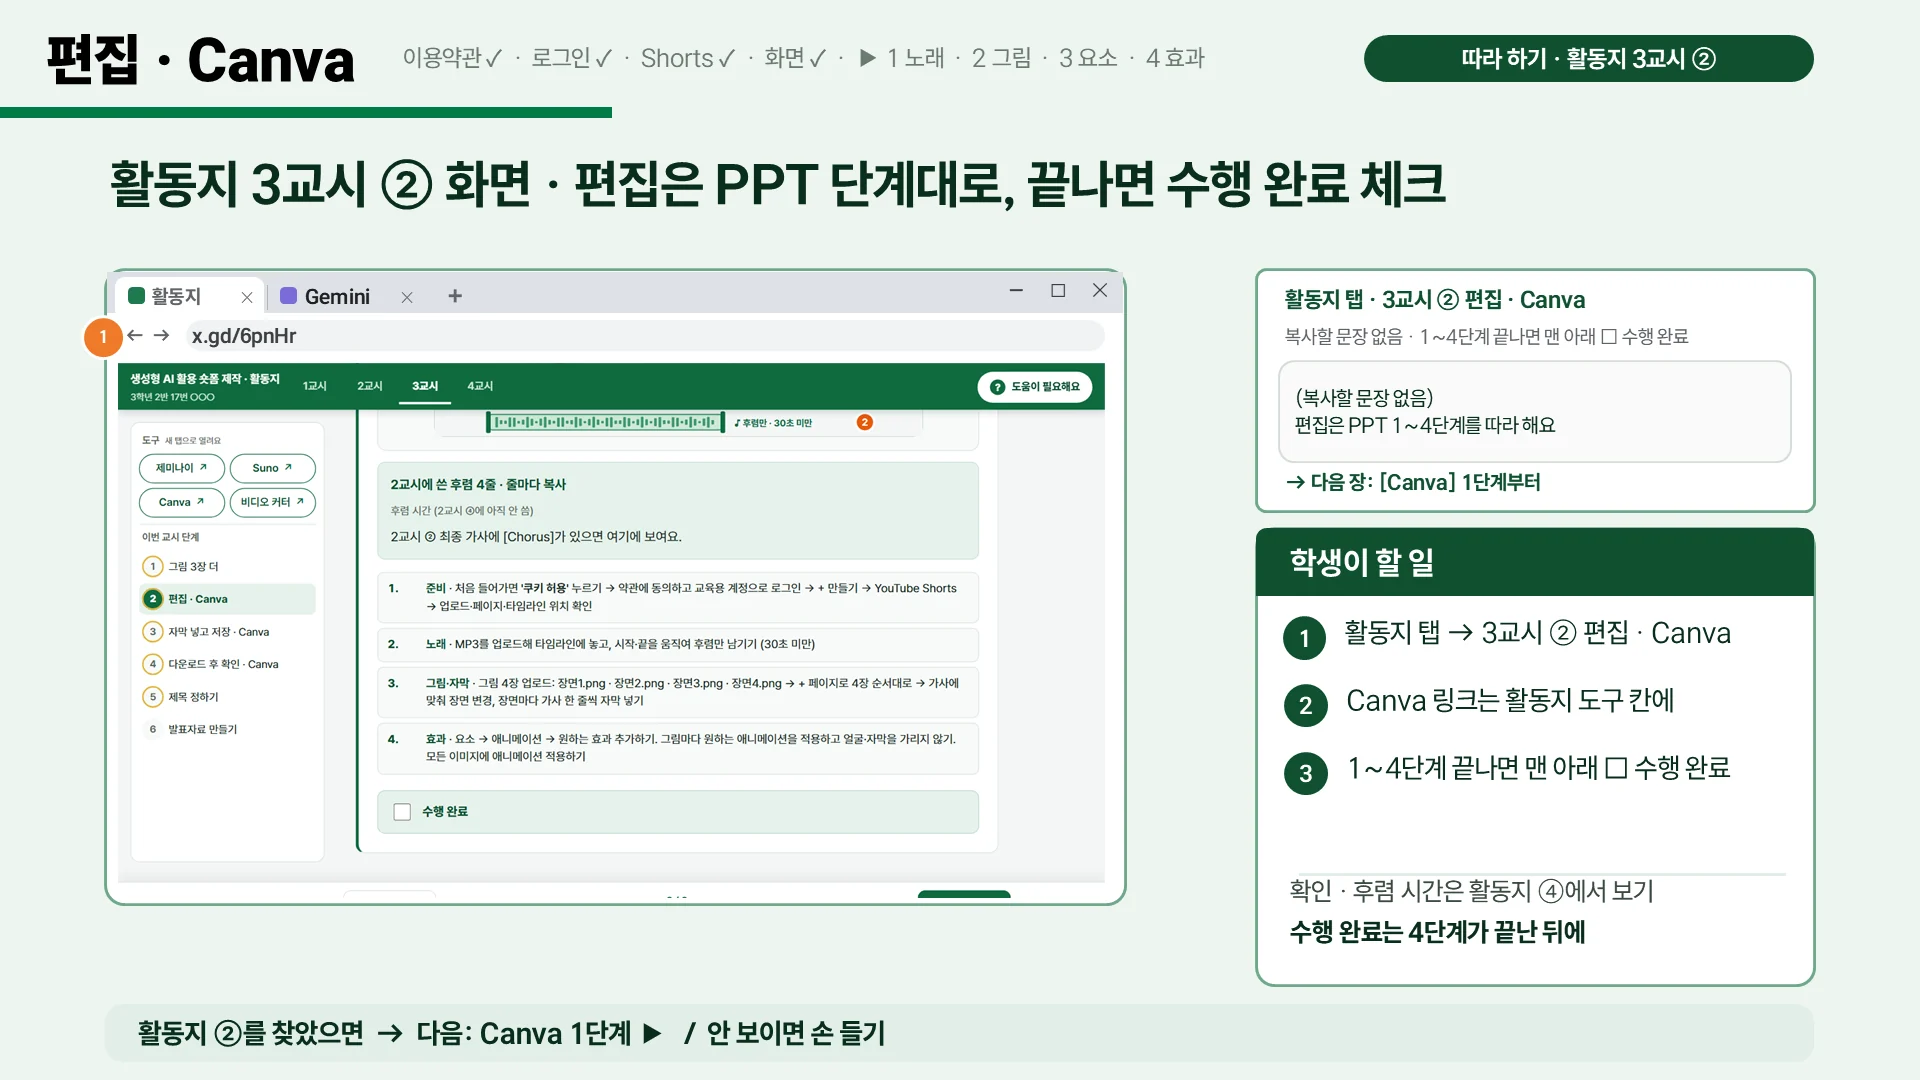 편집 · Canva
이용약관 ✓ · 로그인 ✓ · Shorts ✓ · 화면 ✓ · ▶ 1 노래 · 2 그림 · 3 요소 · 4 효과
따라 하기 · 활동지 3교시 ②
활동지 3교시 ② 화면 · 편집은 PPT 단계대로, 끝나면 수행 완료 체크
활동지 × Gemini × +
1 ← → x.gd/6pnHr
생성형 AI 활용 숏폼 제작 · 활동지
3학년 2반 17번 ○○○
1교시 2교시 3교시 4교시
? 도움이 필요해요
도구 새 탭으로 열려요
제미나이 ↗ Suno ↗
Canva ↗ 비디오 커터 ↗
이번 교시 단계
1 그림 3장 더
2 편집 · Canva
3 자막 넣고 저장 · Canva
4 다운로드 후 확인 · Canva
5 제목 정하기
6 발표자료 만들기
♪ 후렴만 · 30초 미만 2
2교시에 쓴 후렴 4줄 · 줄마다 복사
후렴 시간 (2교시 ④에 아직 안 씀)
2교시 ② 최종 가사에 [Chorus]가 있으면 여기에 보여요.
1. 준비 · 처음 들어가면 '쿠키 허용' 누르기 → 약관에 동의하고 교육용 계정으로 로그인 → + 만들기 → YouTube Shorts
→ 업로드·페이지·타임라인 위치 확인
2. 노래 · MP3를 업로드해 타임라인에 놓고, 시작·끝을 움직여 후렴만 남기기 (30초 미만)
3. 그림·자막 · 그림 4장 업로드: 장면1.png · 장면2.png · 장면3.png · 장면4.png → + 페이지로 4장 순서대로 → 가사에
맞춰 장면 변경, 장면마다 가사 한 줄씩 자막 넣기
4. 효과 · 요소 → 애니메이션 → 원하는 효과 추가하기. 그림마다 원하는 애니메이션을 적용하고 얼굴·자막을 가리지 않기.
모든 이미지에 애니메이션 적용하기
수행 완료
활동지 탭 · 3교시 ② 편집 · Canva
복사할 문장 없음 · 1~4단계 끝나면 맨 아래 □ 수행 완료
(복사할 문장 없음)
편집은 PPT 1~4단계를 따라 해요
→ 다음 장: [Canva] 1단계부터
학생이 할 일
1 활동지 탭 → 3교시 ② 편집 · Canva
2 Canva 링크는 활동지 도구 칸에
3 1~4단계 끝나면 맨 아래 □ 수행 완료
확인 · 후렴 시간은 활동지 ④에서 보기
수행 완료는 4단계가 끝난 뒤에
활동지 ②를 찾았으면 → 다음: Canva 1단계 ▶ / 안 보이면 손 들기